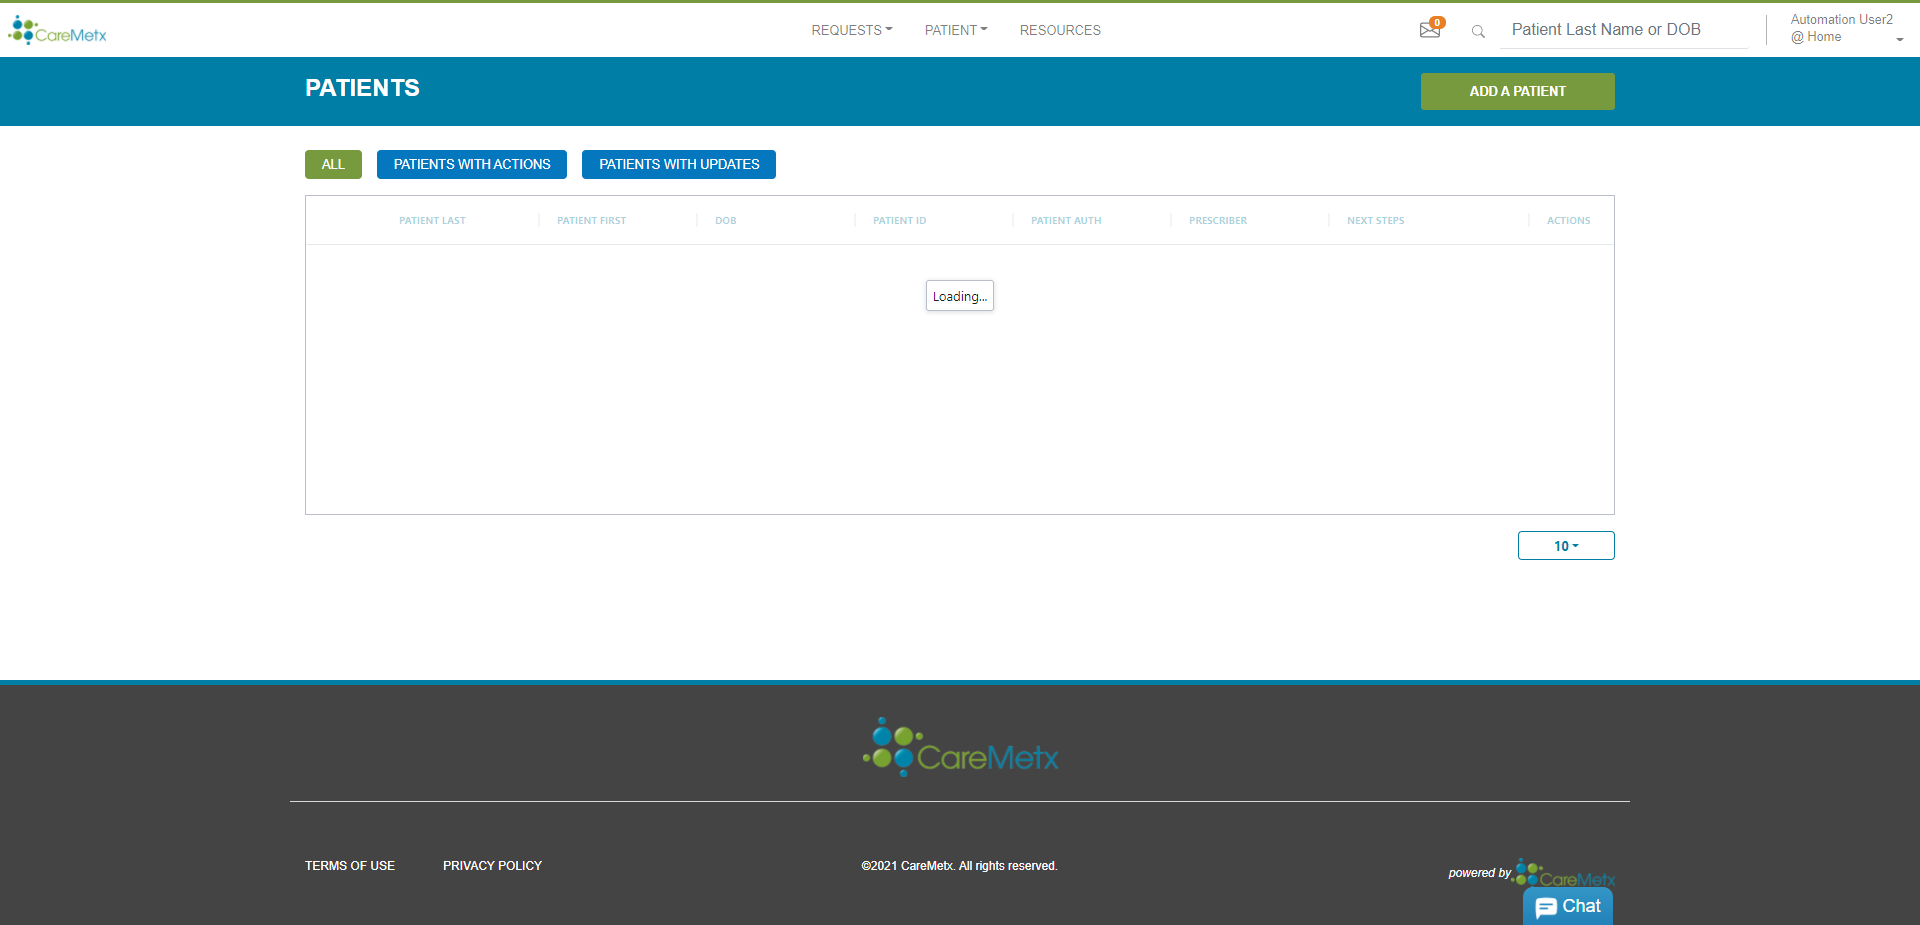 CareMetx
REQUESTS
PATIENT
RESOURCES
0
Patient Last Name or DOB
Automation User2
@ Home
PATIENTS
ADD A PATIENT
ALL
PATIENTS WITH ACTIONS
PATIENTS WITH UPDATES
PATIENT LAST
PATIENT FIRST
DOB
PATIENT ID
PATIENT AUTH
PRESCRIBER
NEXT STEPS
ACTIONS
Loading...
10
CareMetx
TERMS OF USE
PRIVACY POLICY
©2021 CareMetx. All rights reserved.
powered by CareMetx
Chat